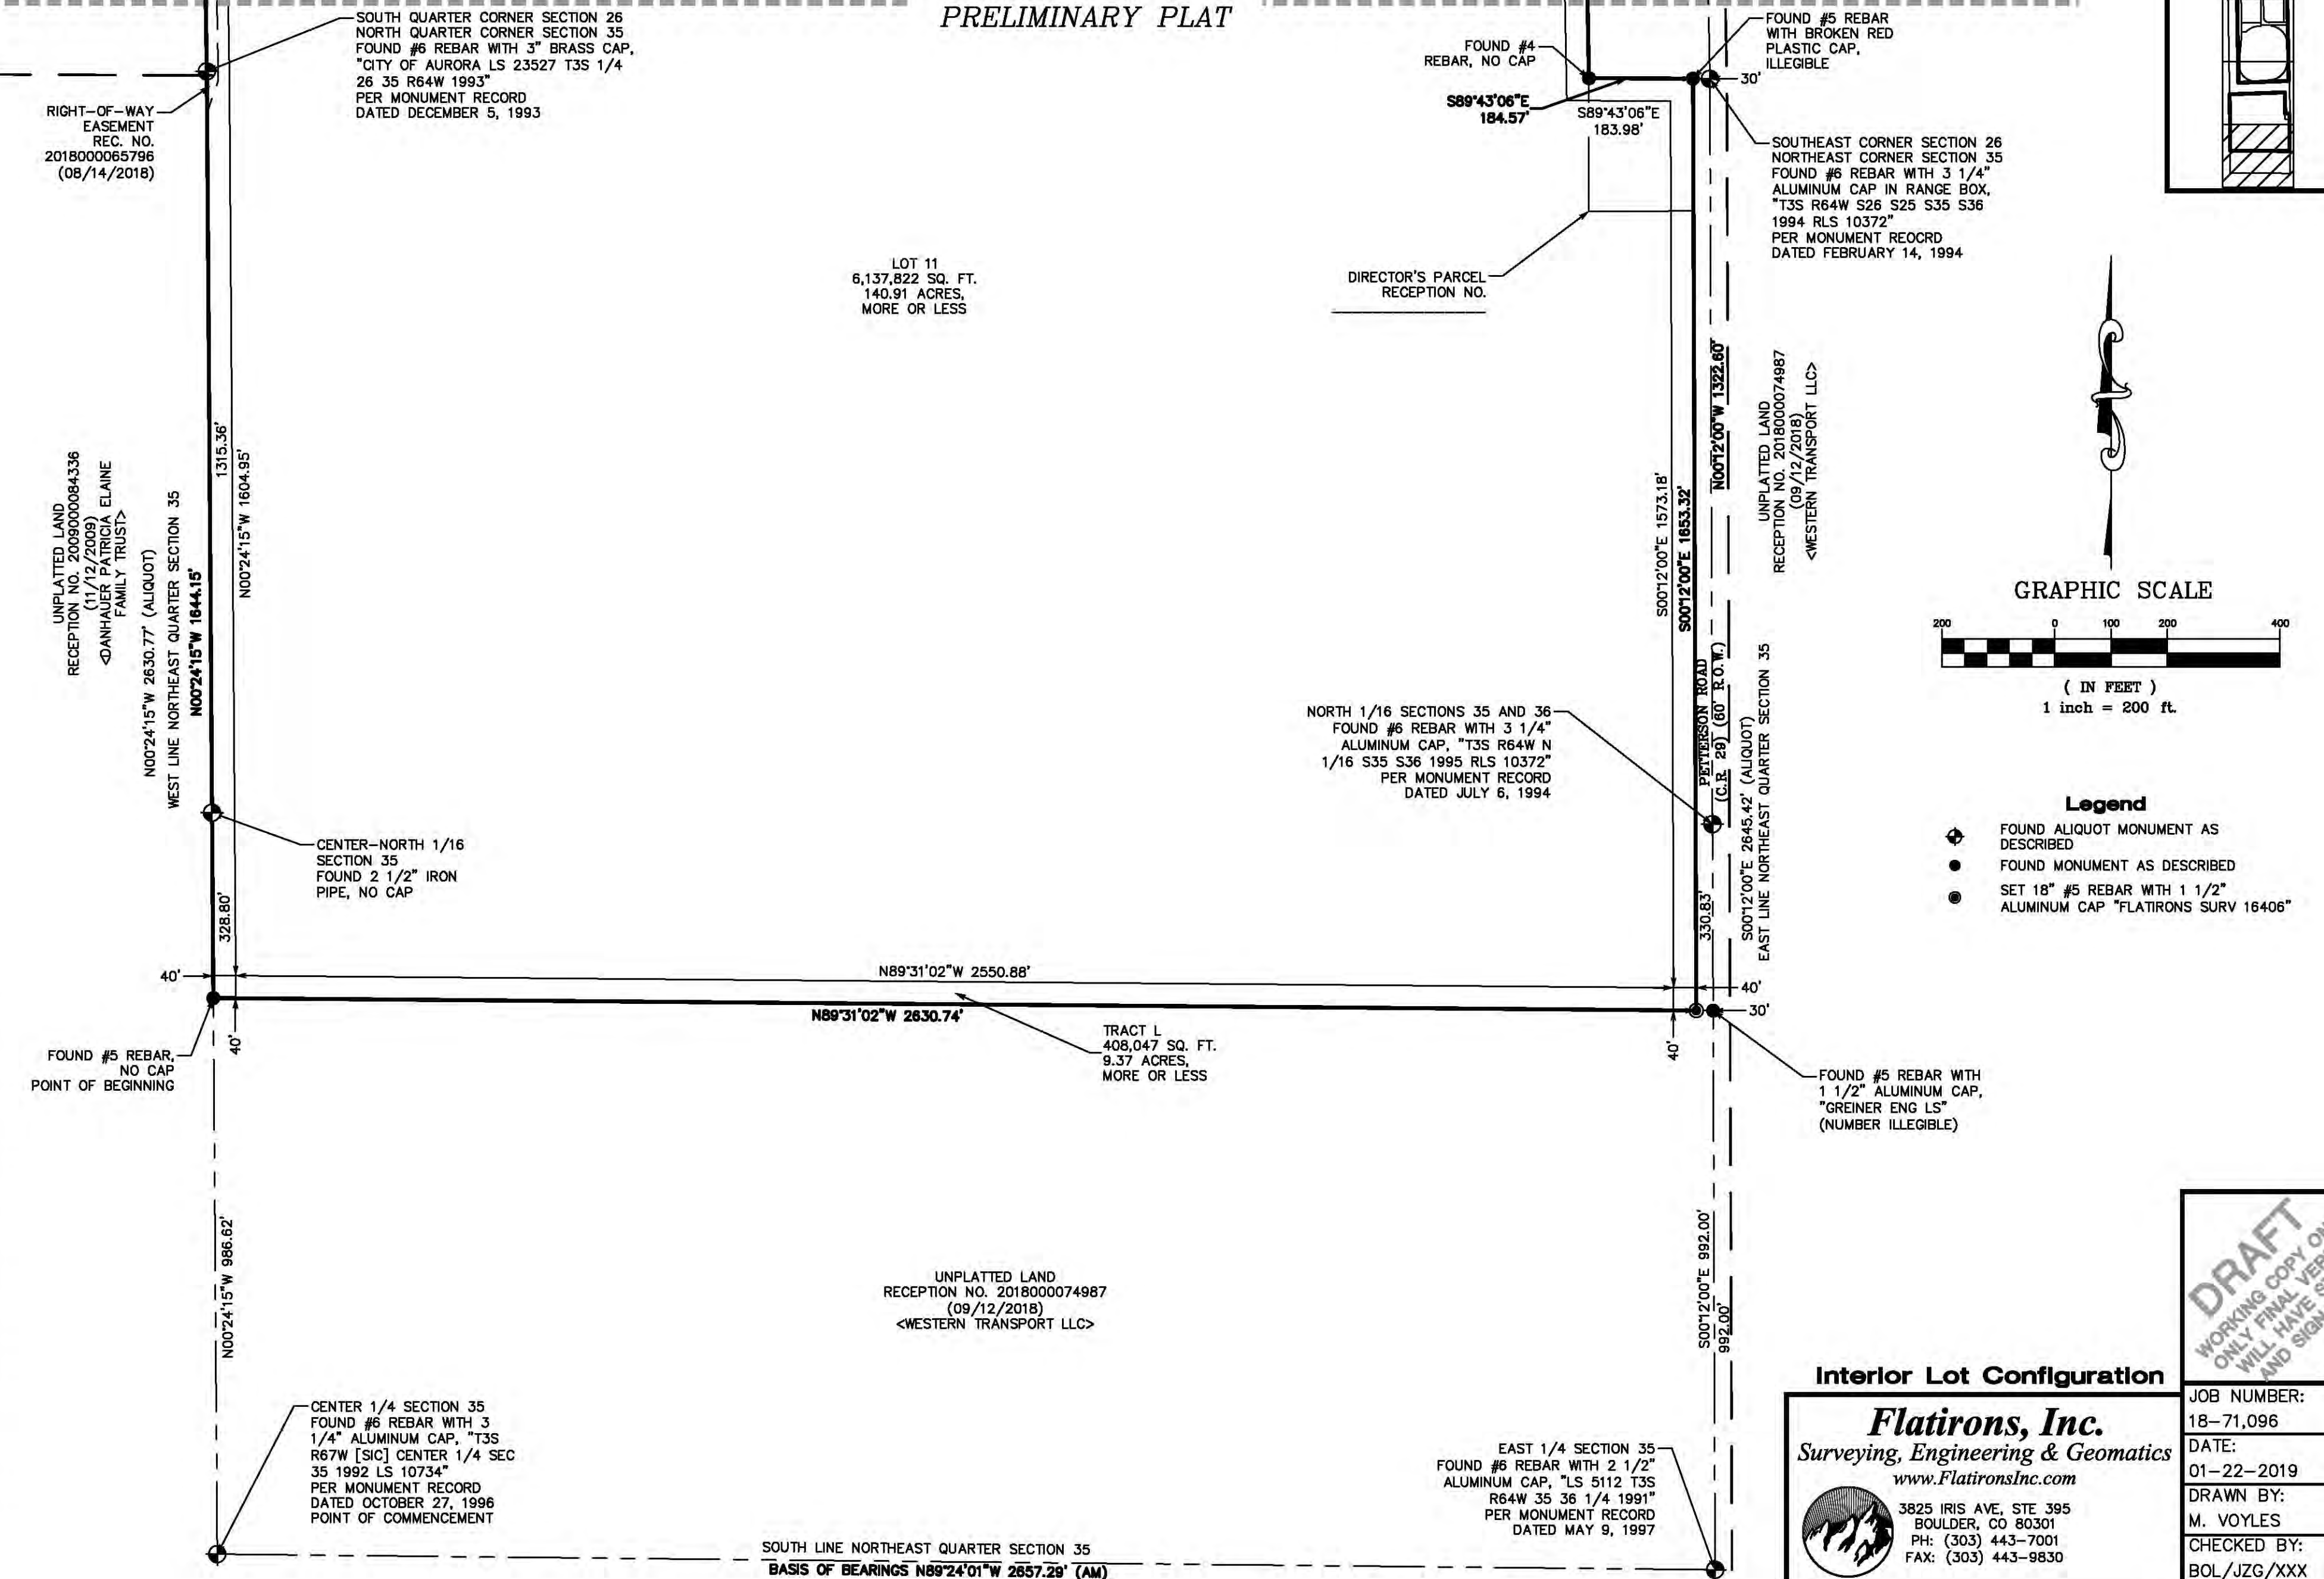 PRELIMINARY PLAT
SOUTH QUARTER CORNER SECTION 26
NORTH QUARTER CORNER SECTION 35
FOUND #6 REBAR WITH 3" BRASS CAP,
"CITY OF AURORA LS 23527 T3S 1/4
26 35 R64W 1993"
PER MONUMENT RECORD
DATED DECEMBER 5, 1993
RIGHT-OF-WAY
EASEMENT
REC. NO.
2018000065796
(08/14/2018)
FOUND #4
REBAR, NO CAP
FOUND #5 REBAR
WITH BROKEN RED
PLASTIC CAP,
ILLEGIBLE
30'
S89°43'06"E
184.57'
S89°43'06"E
183.98'
SOUTHEAST CORNER SECTION 26
NORTHEAST CORNER SECTION 35
FOUND #6 REBAR WITH 3 1/4"
ALUMINUM CAP IN RANGE BOX,
"T3S R64W S26 S25 S35 S36
1994 RLS 10372"
PER MONUMENT REOCRD
DATED FEBRUARY 14, 1994
LOT 11
6,137,822 SQ. FT.
140.91 ACRES,
MORE OR LESS
DIRECTOR'S PARCEL
RECEPTION NO.
UNPLATTED LAND
RECEPTION NO. 2009000084336
(11/12/2009)
<DANHAUER PATRICIA ELAINE
FAMILY TRUST>
N00°24'15"W 2630.77' (ALIQUOT)
WEST LINE NORTHEAST QUARTER SECTION 35
N00°24'15"W 1644.15'
1315.36'
N00°24'15"W 1604.95'
S00°12'00"E 1573.18'
S00°12'00"E 1653.32'
N00°12'00"W 1322.60'
UNPLATTED LAND
RECEPTION NO. 2018000074987
(09/12/2018)
<WESTERN TRANSPORT LLC>
PETTERSON ROAD
(C.R. 29) (60' R.O.W.)
S00°12'00"E 2645.42' (ALIQUOT)
EAST LINE NORTHEAST QUARTER SECTION 35
GRAPHIC SCALE
200 0 100 200 400
( IN FEET )
1 inch = 200 ft.
NORTH 1/16 SECTIONS 35 AND 36
FOUND #6 REBAR WITH 3 1/4"
ALUMINUM CAP, "T3S R64W N
1/16 S35 S36 1995 RLS 10372"
PER MONUMENT RECORD
DATED JULY 6, 1994
Legend
FOUND ALIQUOT MONUMENT AS
DESCRIBED
FOUND MONUMENT AS DESCRIBED
SET 18" #5 REBAR WITH 1 1/2"
ALUMINUM CAP "FLATIRONS SURV 16406"
CENTER-NORTH 1/16
SECTION 35
FOUND 2 1/2" IRON
PIPE, NO CAP
328.80'
330.83'
40'
N89°31'02"W 2550.88'
40'
30'
N89°31'02"W 2630.74'
40'
40'
TRACT L
408,047 SQ. FT.
9.37 ACRES,
MORE OR LESS
FOUND #5 REBAR,
NO CAP
POINT OF BEGINNING
FOUND #5 REBAR WITH
1 1/2" ALUMINUM CAP,
"GREINER ENG LS"
(NUMBER ILLEGIBLE)
N00°24'15"W 986.62'
S00°12'00"E 992.00'
992.00'
UNPLATTED LAND
RECEPTION NO. 2018000074987
(09/12/2018)
<WESTERN TRANSPORT LLC>
CENTER 1/4 SECTION 35
FOUND #6 REBAR WITH 3
1/4" ALUMINUM CAP, "T3S
R67W [SIC] CENTER 1/4 SEC
35 1992 LS 10734"
PER MONUMENT RECORD
DATED OCTOBER 27, 1996
POINT OF COMMENCEMENT
EAST 1/4 SECTION 35
FOUND #6 REBAR WITH 2 1/2"
ALUMINUM CAP, "LS 5112 T3S
R64W 35 36 1/4 1991"
PER MONUMENT RECORD
DATED MAY 9, 1997
SOUTH LINE NORTHEAST QUARTER SECTION 35
BASIS OF BEARINGS N89°24'01"W 2657.29' (AM)
Interior Lot Configuration
Flatirons, Inc.
Surveying, Engineering & Geomatics
www.FlatironsInc.com
3825 IRIS AVE, STE 395
BOULDER, CO 80301
PH: (303) 443-7001
FAX: (303) 443-9830
DRAFT
WORKING COPY
ONLY FINAL
WILL HAVE
AND
JOB NUMBER:
18-71,096
DATE:
01-22-2019
DRAWN BY:
M. VOYLES
CHECKED BY:
BOL/JZG/XXX